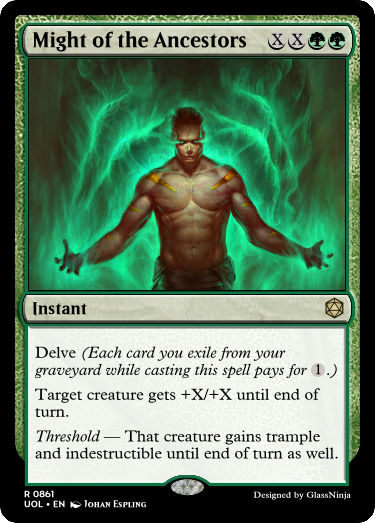 Might of the Ancestors X X
Instant
Delve (Each card you exile from your
graveyard while casting this spell pays for 1.)
Target creature gets +X/+X until end of
turn.
Threshold — That creature gains trample
and indestructible until end of turn as well.
R 0861
UOL • EN Johan Espling
Designed by GlassNinja